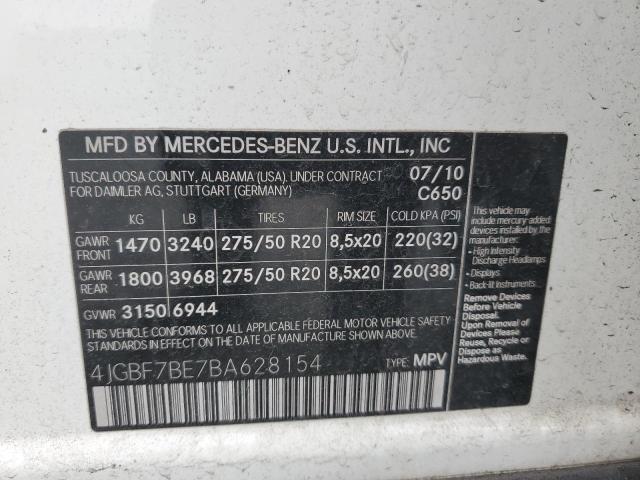 MFD BY MERCEDES-BENZ U.S. INTL., INC
TUSCALOOSA COUNTY, ALABAMA (USA). UNDER CONTRACT
FOR DAIMLER AG, STUTTGART (GERMANY)
07/10
C650
KG LB TIRES RIM SIZE COLD KPA (PSI)
GAWR FRONT 1470 3240 275/50 R20 8,5x20 220(32)
GAWR REAR 1800 3968 275/50 R20 8,5x20 260(38)
GVWR 3150 6944
THIS VEHICLE CONFORMS TO ALL APPLICABLE FEDERAL MOTOR VEHICLE SAFETY
STANDARDS IN EFFECT ON THE DATE OF MANUFACTURE SHOWN ABOVE
4JGBF7BE7BA628154
TYPE: MPV
This vehicle may
include mercury-added
devices installed by the
manufacturer:
- High Intensity
Discharge Headlamps
- Displays
- Back-lit Instruments
Remove Devices
Before Vehicle
Disposal.
Upon Removal of
Devices Please
Reuse, Recycle or
Dispose as
Hazardous Waste.